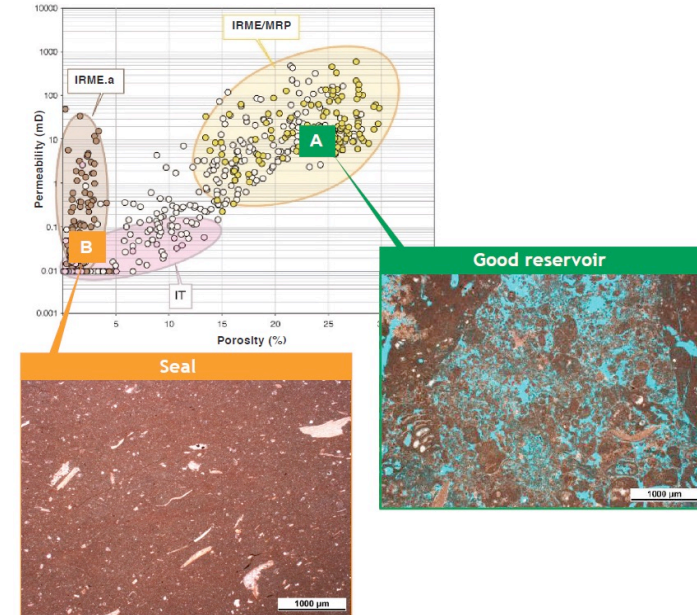 10000
1000
100
10
1
0.1
0.01
0.001
Permeability (mD)
IRME.a
IRME/MRP
A
B
IT
5
10
15
20
25
Porosity (%)
Good reservoir
1000 µm
Seal
1000 µm